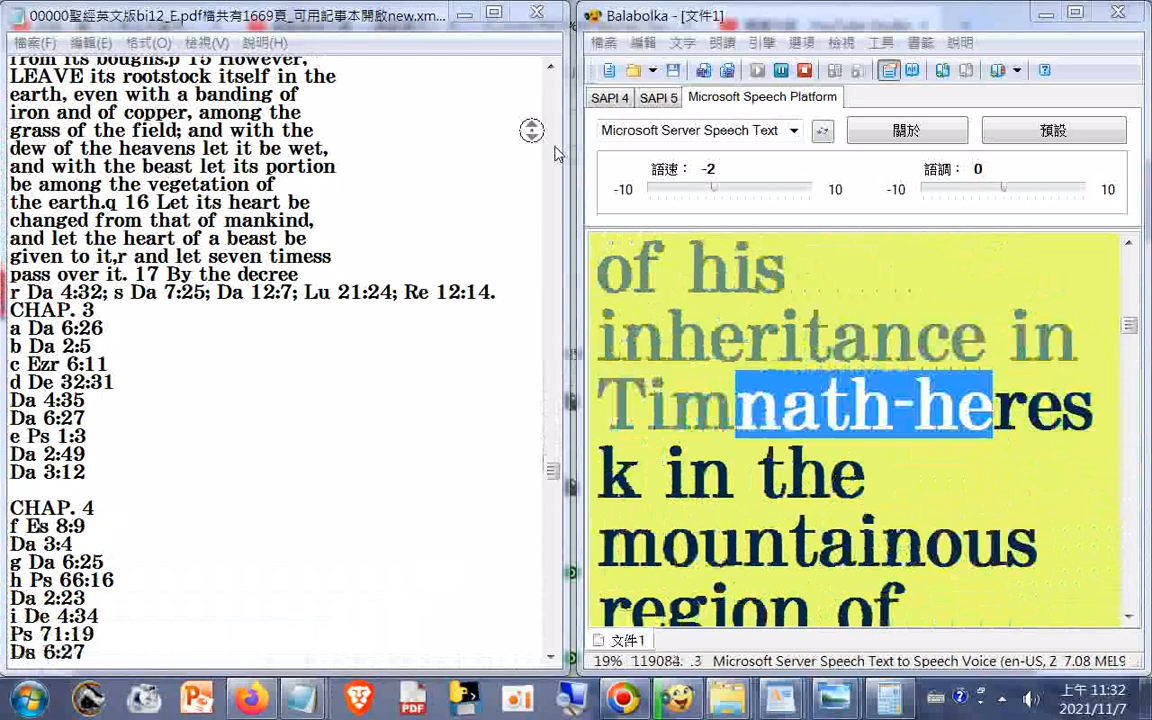 00000聖經英文版bi12_E.pdf檔共有1669頁_可用記事本開啟new.xm...
檔案(F) 編輯(E) 格式(O) 檢視(V) 說明(H)
from its boughs.p 15 However,
LEAVE its rootstock itself in the
earth, even with a banding of
iron and of copper, among the
grass of the field; and with the
dew of the heavens let it be wet,
and with the beast let its portion
be among the vegetation of
the earth.q 16 Let its heart be
changed from that of mankind,
and let the heart of a beast be
given to it,r and let seven timess
pass over it. 17 By the decree
r Da 4:32; s Da 7:25; Da 12:7; Lu 21:24; Re 12:14.
CHAP. 3
a Da 6:26
b Da 2:5
c Ezr 6:11
d De 32:31
Da 4:35
Da 6:27
e Ps 1:3
Da 2:49
Da 3:12
CHAP. 4
f Es 8:9
Da 3:4
g Da 6:25
h Ps 66:16
Da 2:23
i De 4:34
Ps 71:19
Da 6:27
Balabolka - [文件1]
檔案 編輯 文字 朗讀 引擎 選項 檢視 工具 書籤 說明
SAPI 4 SAPI 5 Microsoft Speech Platform
Microsoft Server Speech Text 關於 預設
語速： -2 語調： 0
-10 10 -10 10
of his
inheritance in
Timnath-heres
k in the
mountainous
region of
文件1
19% 119084. .3 Microsoft Server Speech Text to Speech Voice (en-US, 2 7.08 ME
上午 11:32
2021/11/7